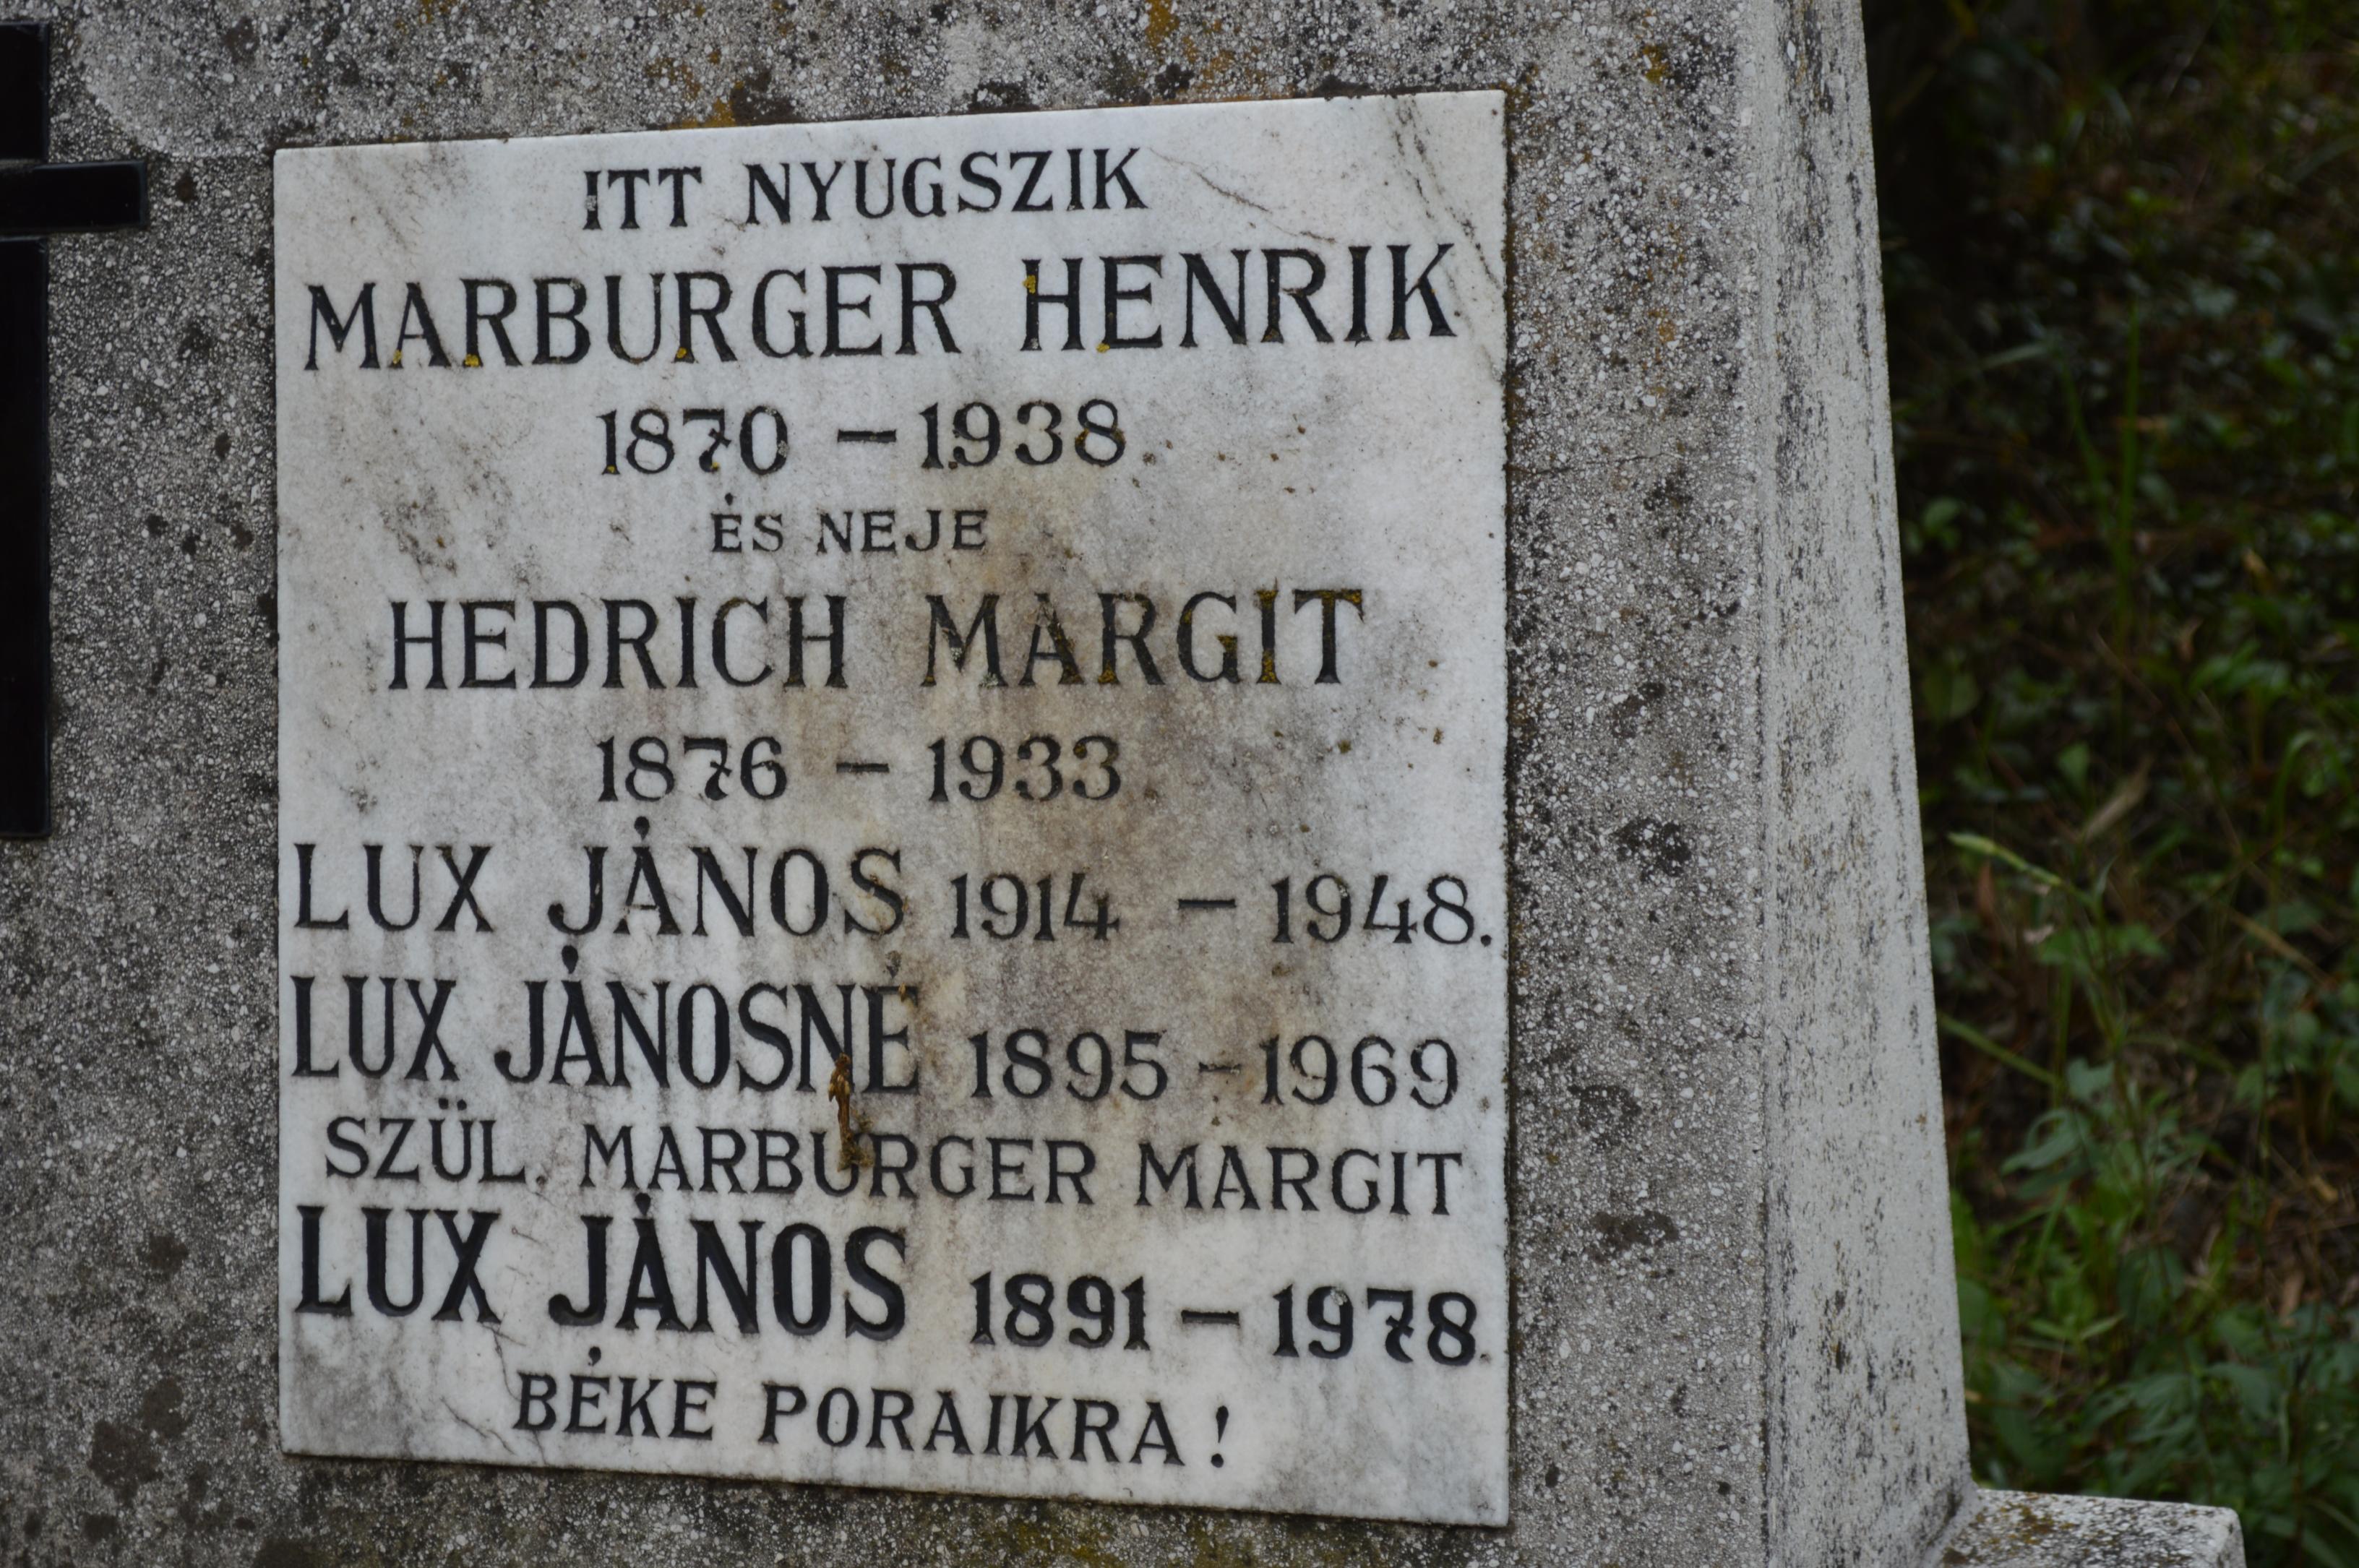 ITT NYUGSZIK
MARBURGER HENRIK
1870 – 1938
ÉS NEJE
HEDRICH MARGIT
1876 – 1933
LUX JÁNOS 1914 – 1948.
LUX JÁNOSNÉ 1895 – 1969
SZÜL. MARBURGER MARGIT
LUX JÁNOS 1891 – 1978
BÉKE PORAIKRA!